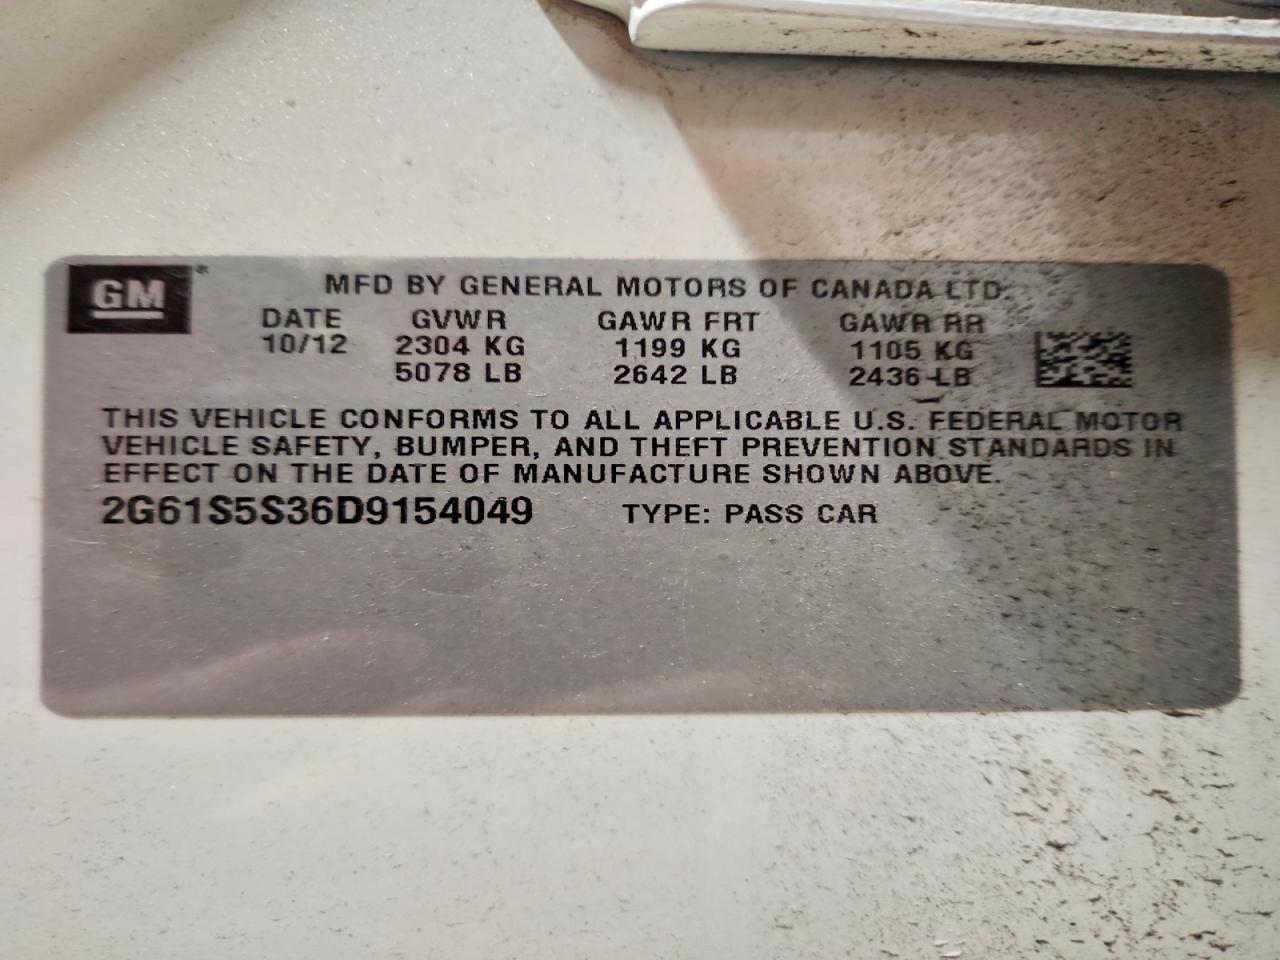 GM
MFD BY GENERAL MOTORS OF CANADA LTD.
DATE GVWR GAWR FRT GAWR RR
10/12 2304 KG 1199 KG 1105 KG
5078 LB 2642 LB 2436 LB
THIS VEHICLE CONFORMS TO ALL APPLICABLE U.S. FEDERAL MOTOR
VEHICLE SAFETY, BUMPER, AND THEFT PREVENTION STANDARDS IN
EFFECT ON THE DATE OF MANUFACTURE SHOWN ABOVE.
2G61S5S36D9154049 TYPE: PASS CAR